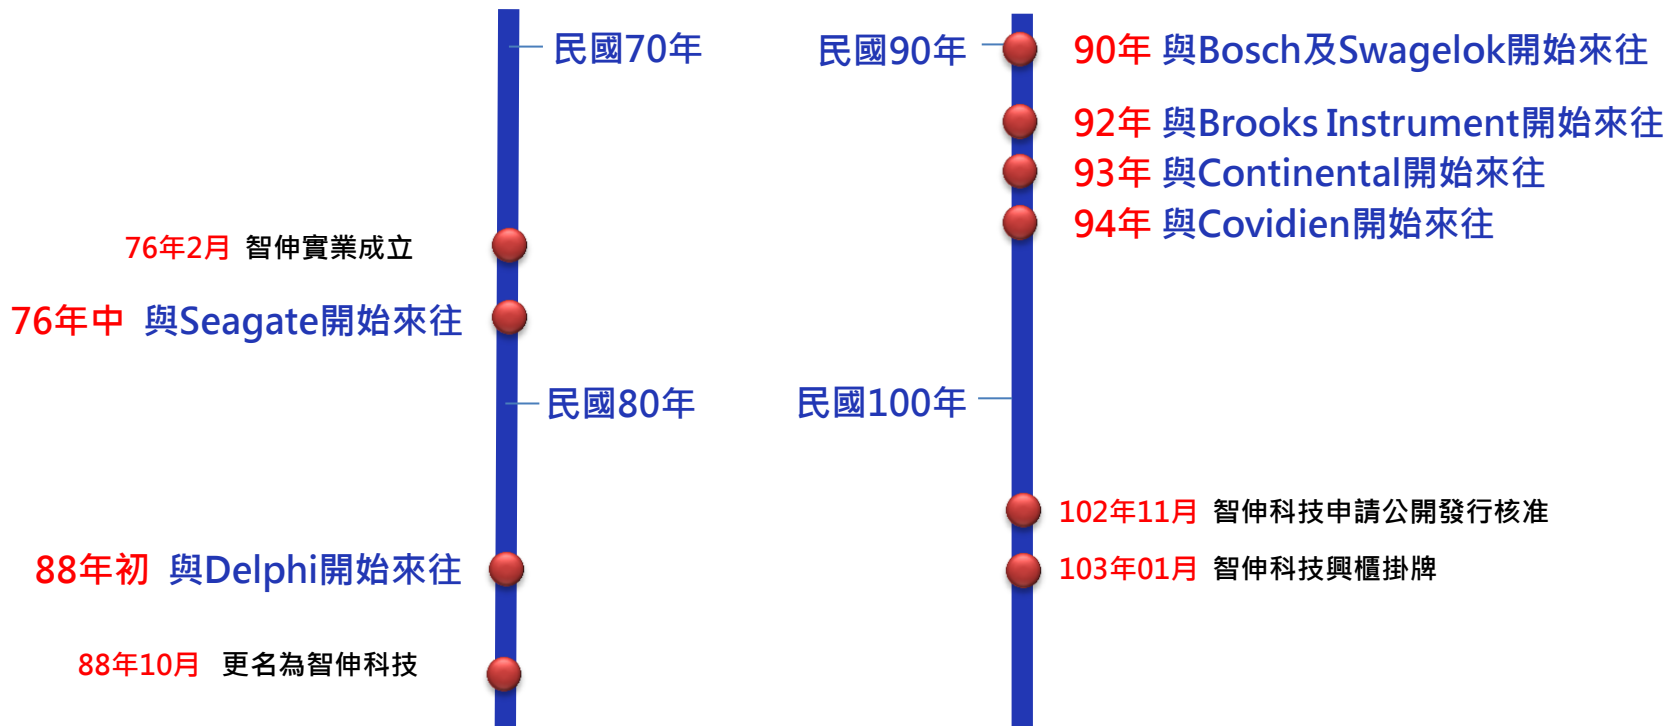 民國70年
76年2月 智伸實業成立
76年中 與Seagate開始來往
民國80年
88年初 與Delphi開始來往
88年10月 更名為智伸科技
民國90年
90年 與Bosch及Swagelok開始來往
92年 與Brooks Instrument開始來往
93年 與Continental開始來往
94年 與Covidien開始來往
民國100年
102年11月 智伸科技申請公開發行核准
103年01月 智伸科技興櫃掛牌